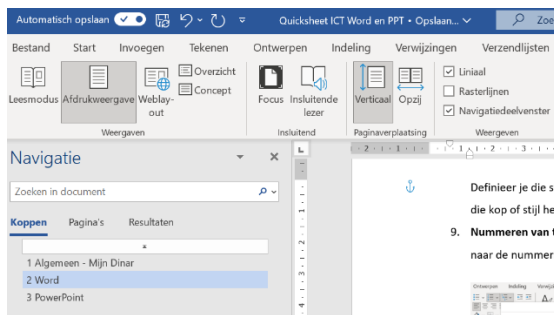 Automatisch opslaan
Quicksheet ICT Word en PPT • Opslaan...
Zoe
Bestand Start Invoegen Tekenen Ontwerpen Indeling Verwijzingen Verzendlijsten
Leesmodus Afdrukweergave Weblay-out
Overzicht
Concept
Focus Insluitende lezer
Verticaal Opzij
Liniaal
Rasterlijnen
Navigatiedeelvenster
Weergaven Insluitend Paginaverplaatsing Weergeven
Navigatie
Zoeken in document
Koppen Pagina's Resultaten
1 Algemeen - Mijn Dinar
2 Word
3 PowerPoint
Definieer je die s
die kop of stijl he
9. Nummeren van t
naar de nummer
Ontwerpen Indeling Verwij